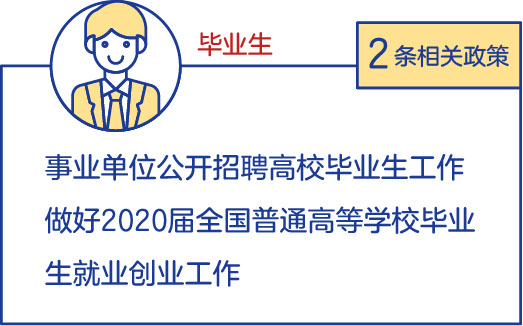 毕业生
2条相关政策
事业单位公开招聘高校毕业生工作
做好2020届全国普通高等学校毕业
生就业创业工作